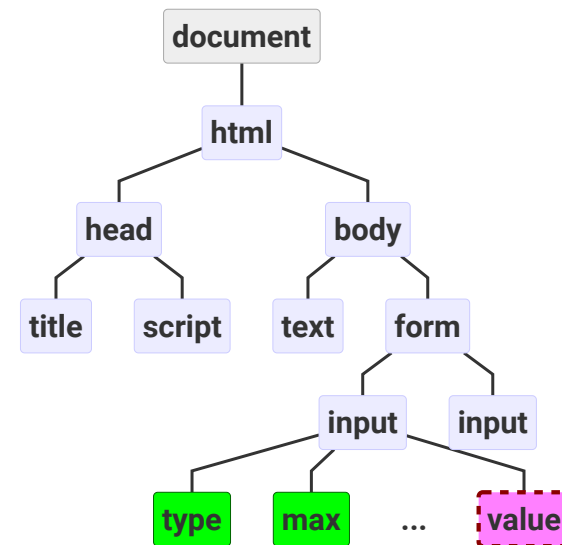 document
html
head body
title script text form
input input
type max ... value